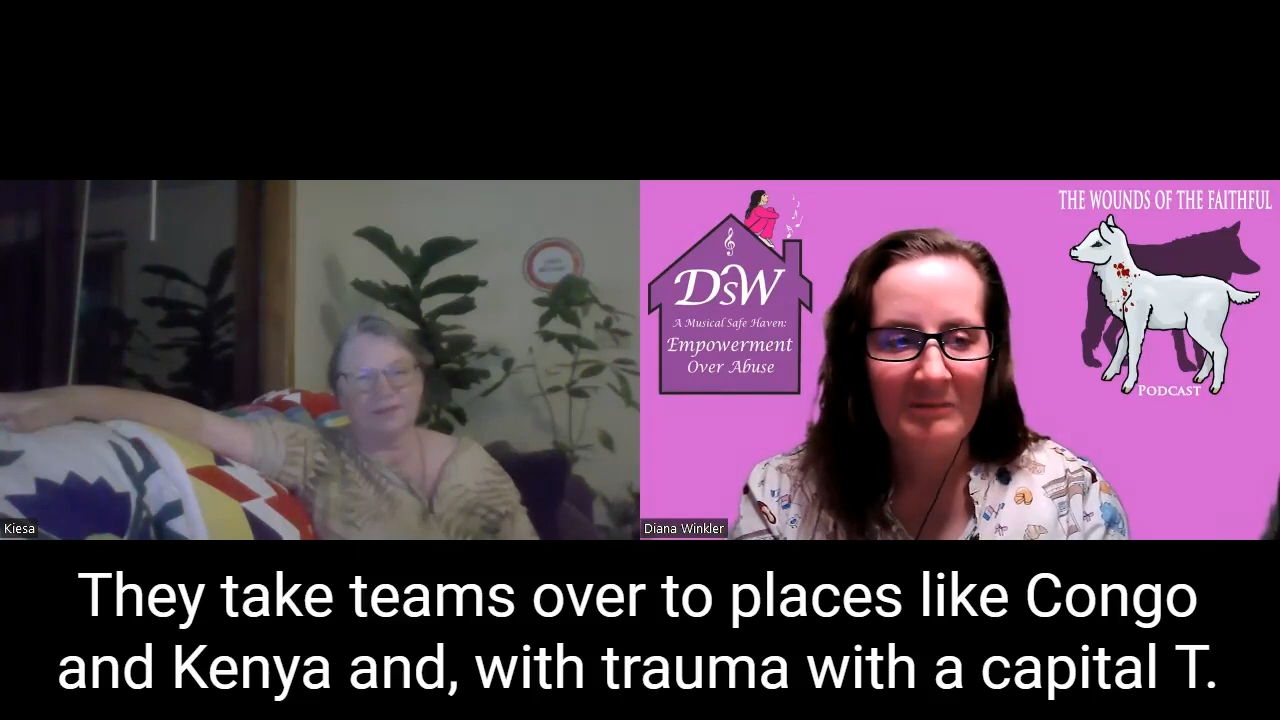 DSW
A Musical Safe Haven:
Empowerment
Over Abuse
THE WOUNDS OF THE FAITHFUL
PODCAST
Kiesa
Diana Winkler
They take teams over to places like Congo
and Kenya and, with trauma with a capital T.